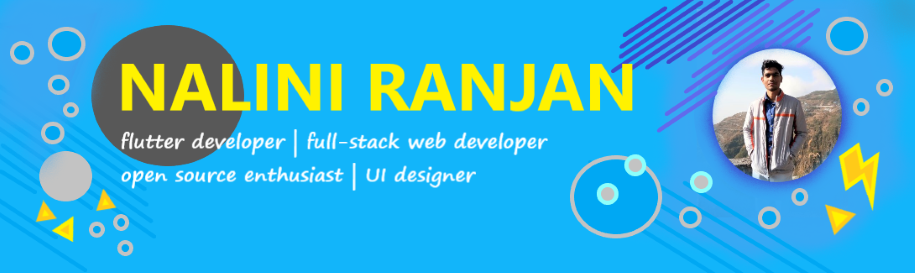 NALINI RANJAN
flutter developer | full-stack web developer
open source enthusiast | UI designer